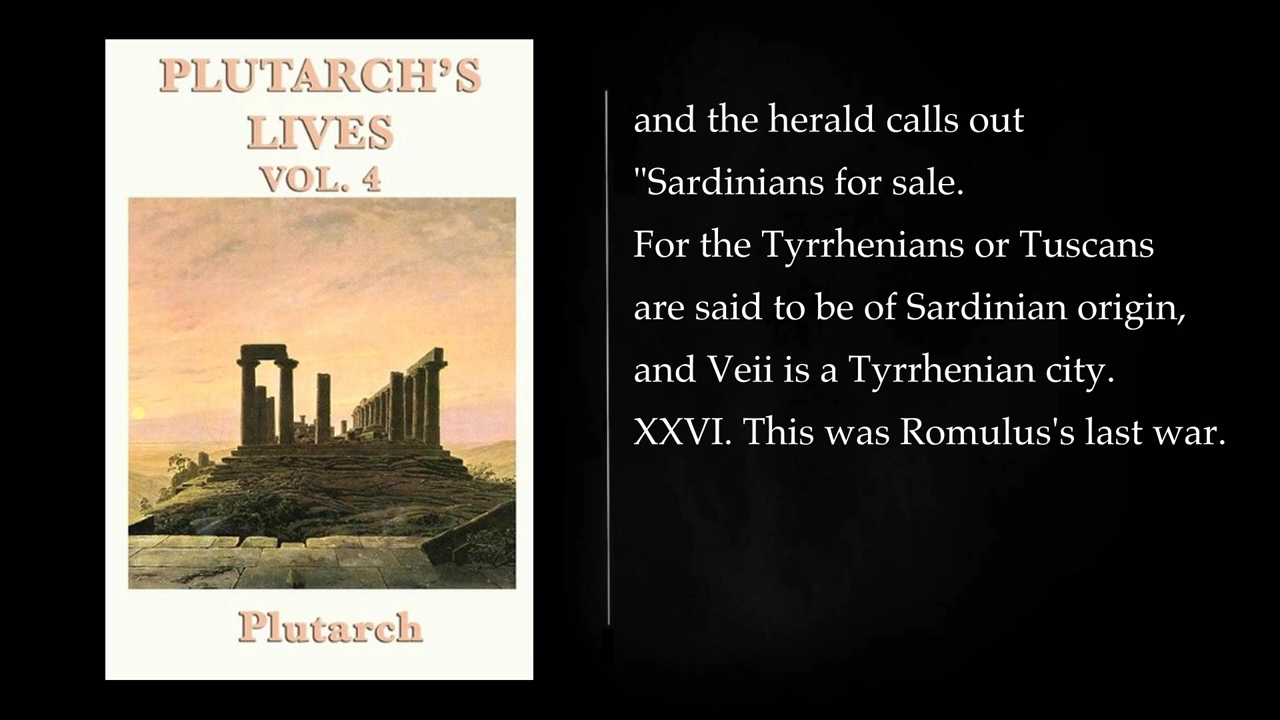 PLUTARCH'S
LIVES
VOL. 4
Plutarch
and the herald calls out
"Sardinians for sale.
For the Tyrrhenians or Tuscans
are said to be of Sardinian origin,
and Veii is a Tyrrhenian city.
XXVI. This was Romulus's last war.